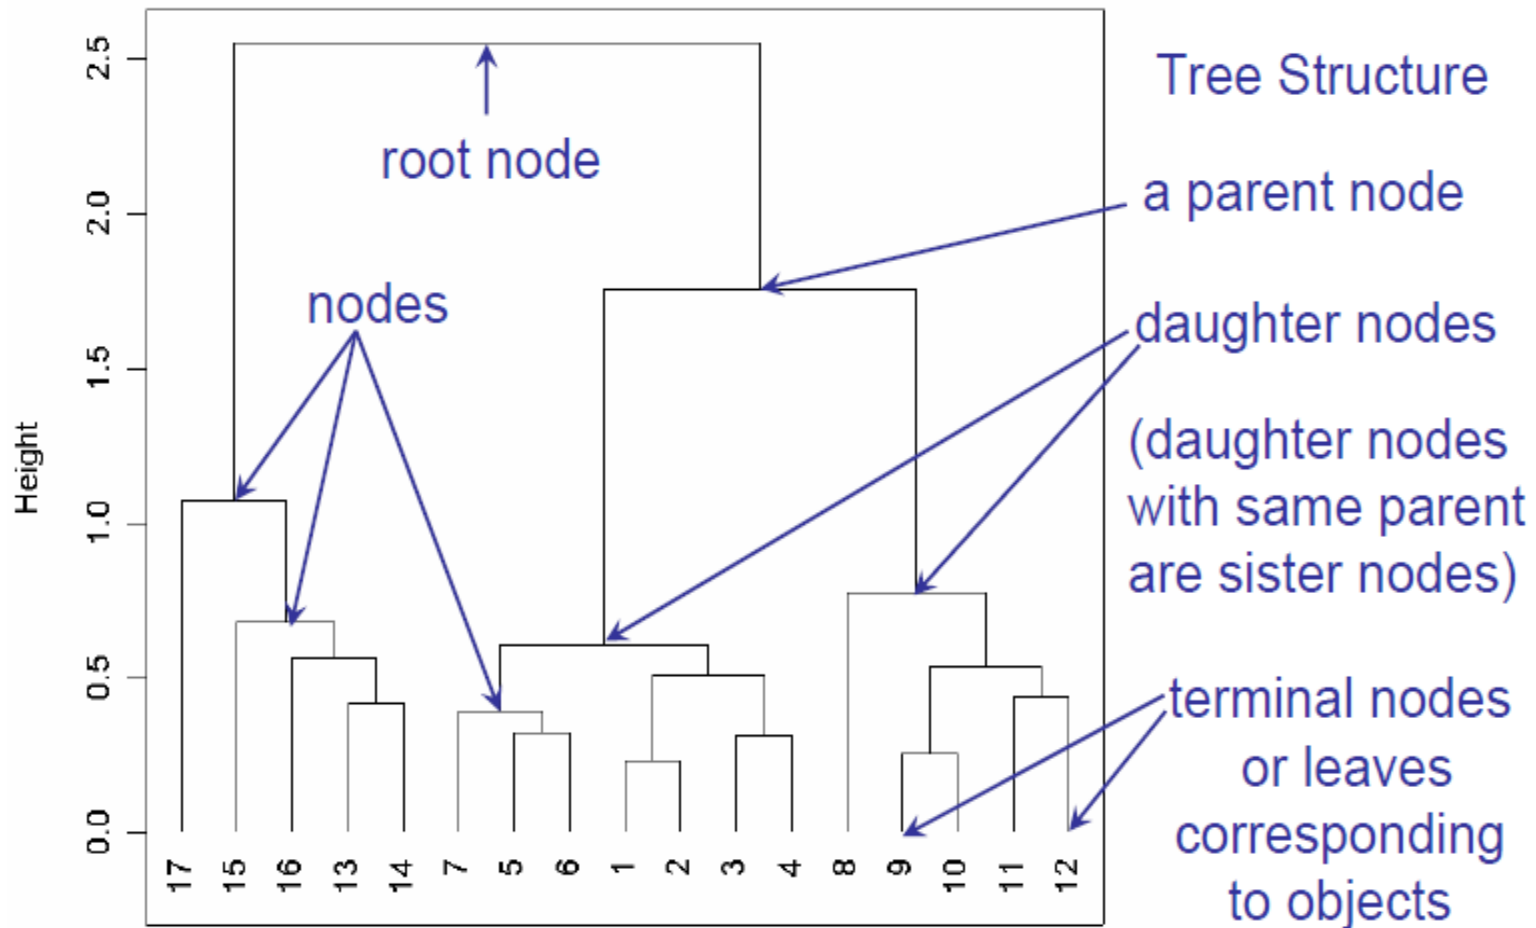 Tree Structure
root node
a parent node
nodes
daughter nodes
(daughter nodes
with same parent
are sister nodes)
terminal nodes
or leaves
corresponding
to objects
Height
2.5
2.0
1.5
1.0
0.5
0.0
17 15 16 13 14 7 5 6 1 2 3 4 8 9 10 11 12